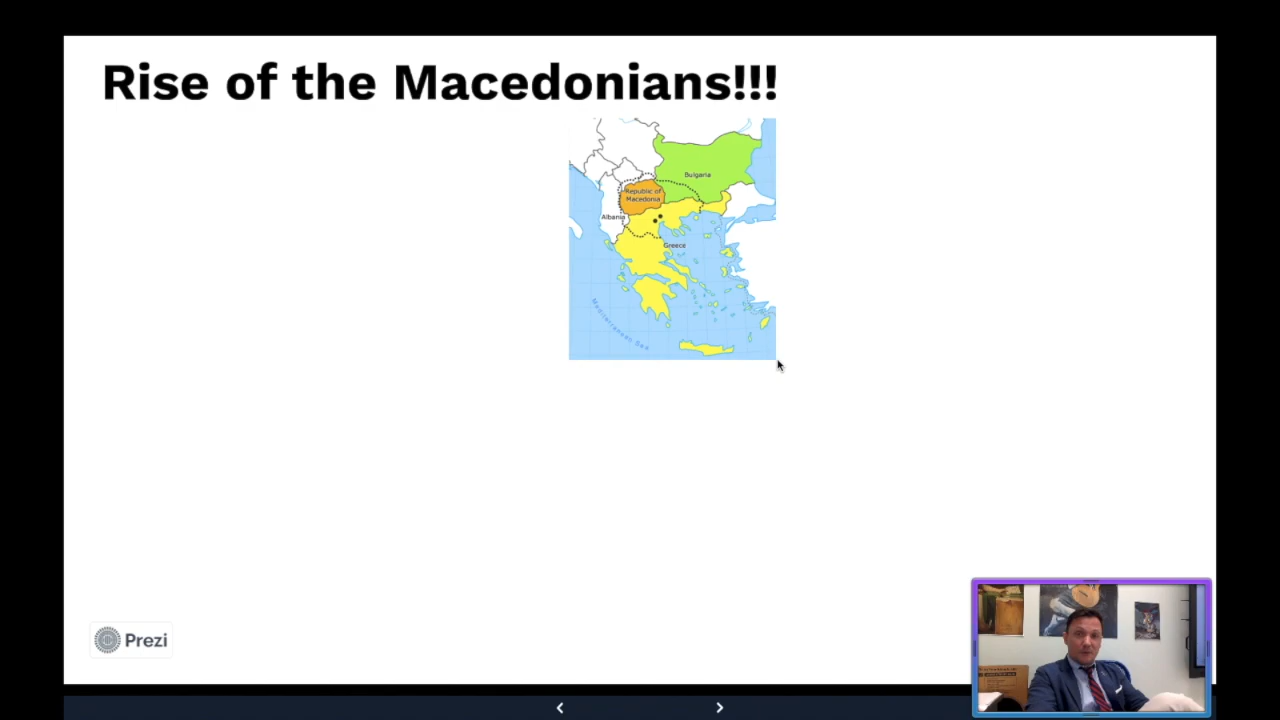 Rise of the Macedonians!!!
Bulgaria
Republic of
Macedonia
Albania
Greece
Mediterranean Sea
Prezi